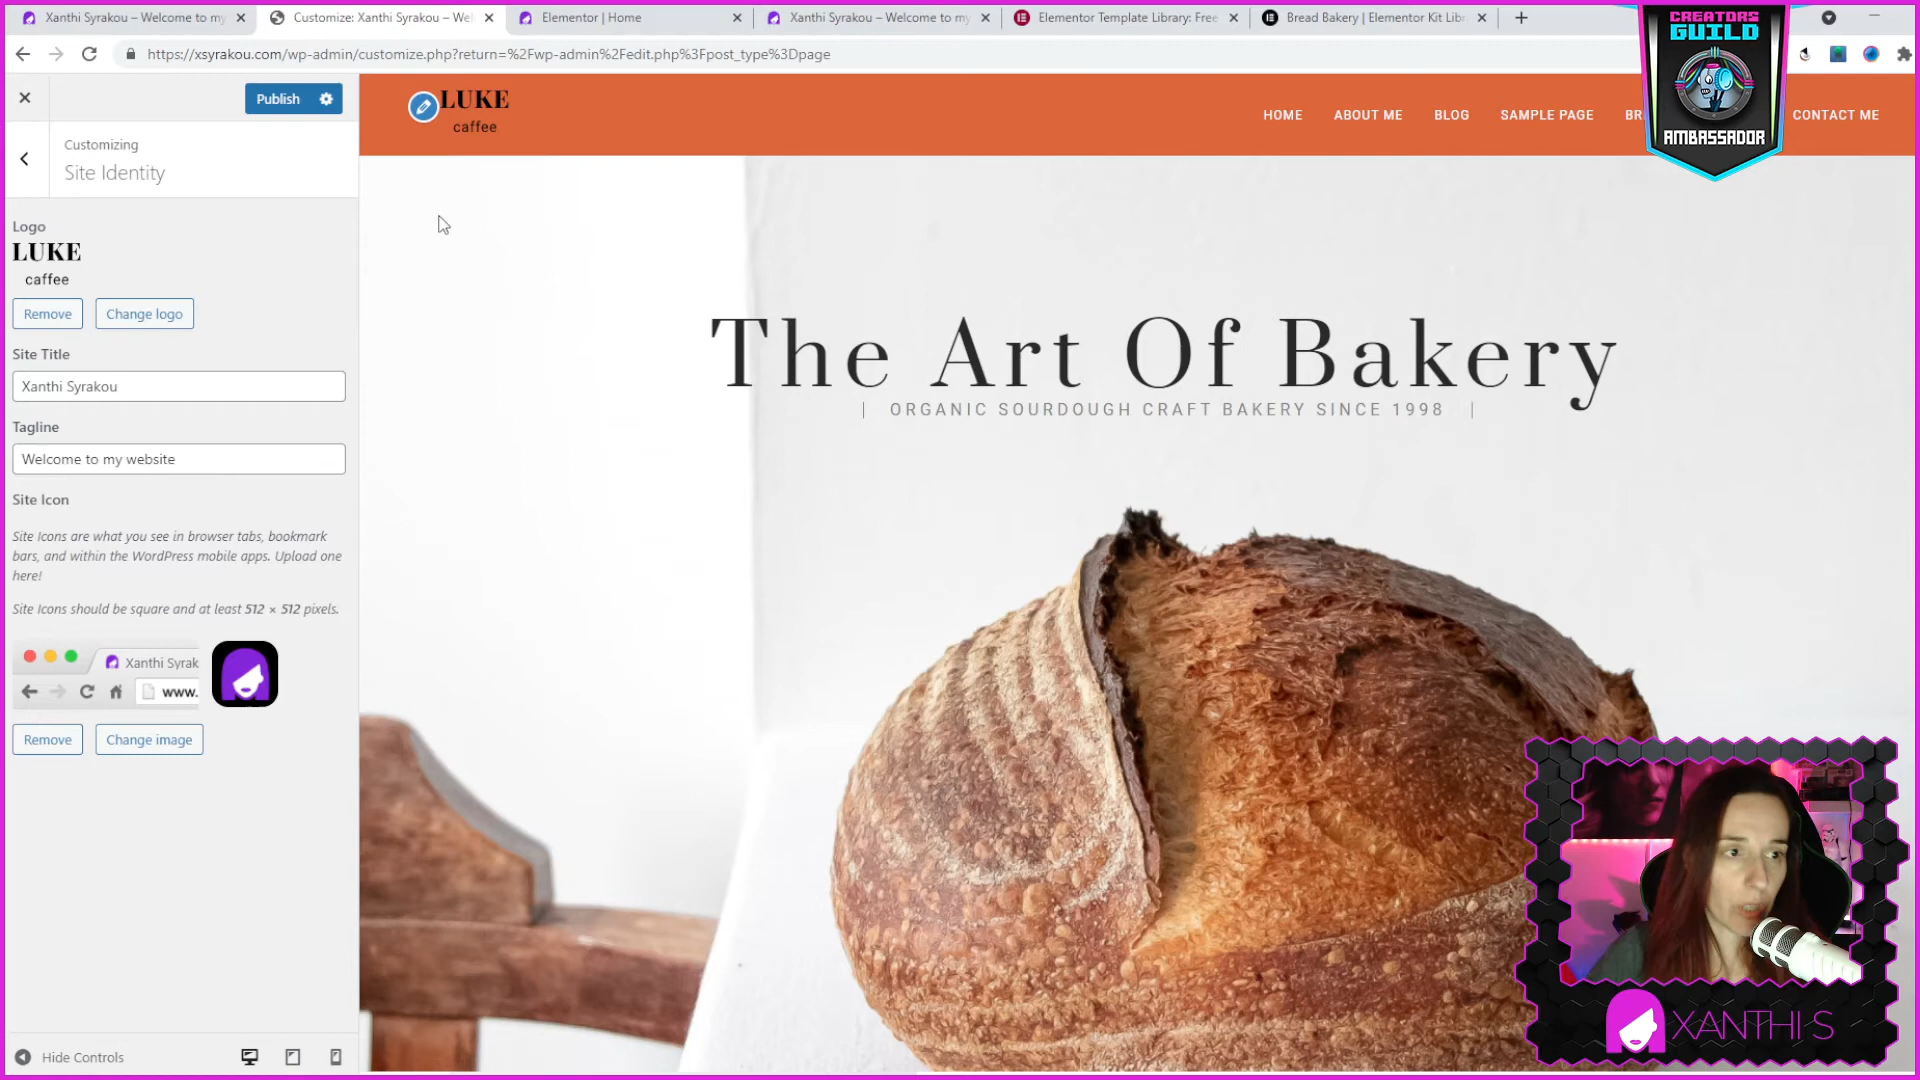 Xanthi Syrakou – Welcome to my
Customize: Xanthi Syrakou – Wel
Elementor | Home
Xanthi Syrakou – Welcome to my
Elementor Template Library: Free
Bread Bakery | Elementor Kit Libr
https://xsyrakou.com/wp-admin/customize.php?return=%2Fwp-admin%2Fedit.php%3Fpost_type%3Dpage
CREATORS
GUILD
AMBASSADOR
Publish
Customizing
Site Identity
LUKE
caffee
HOME
ABOUT ME
BLOG
SAMPLE PAGE
BR
CONTACT ME
Logo
LUKE
caffee
Remove
Change logo
Site Title
Xanthi Syrakou
Tagline
Welcome to my website
Site Icon
Site Icons are what you see in browser tabs, bookmark
bars, and within the WordPress mobile apps. Upload one
here!
Site Icons should be square and at least 512 × 512 pixels.
Xanthi Syrak
www.
Remove
Change image
Hide Controls
The Art Of Bakery
| ORGANIC SOURDOUGH CRAFT BAKERY SINCE 1998 |
XANTHI S